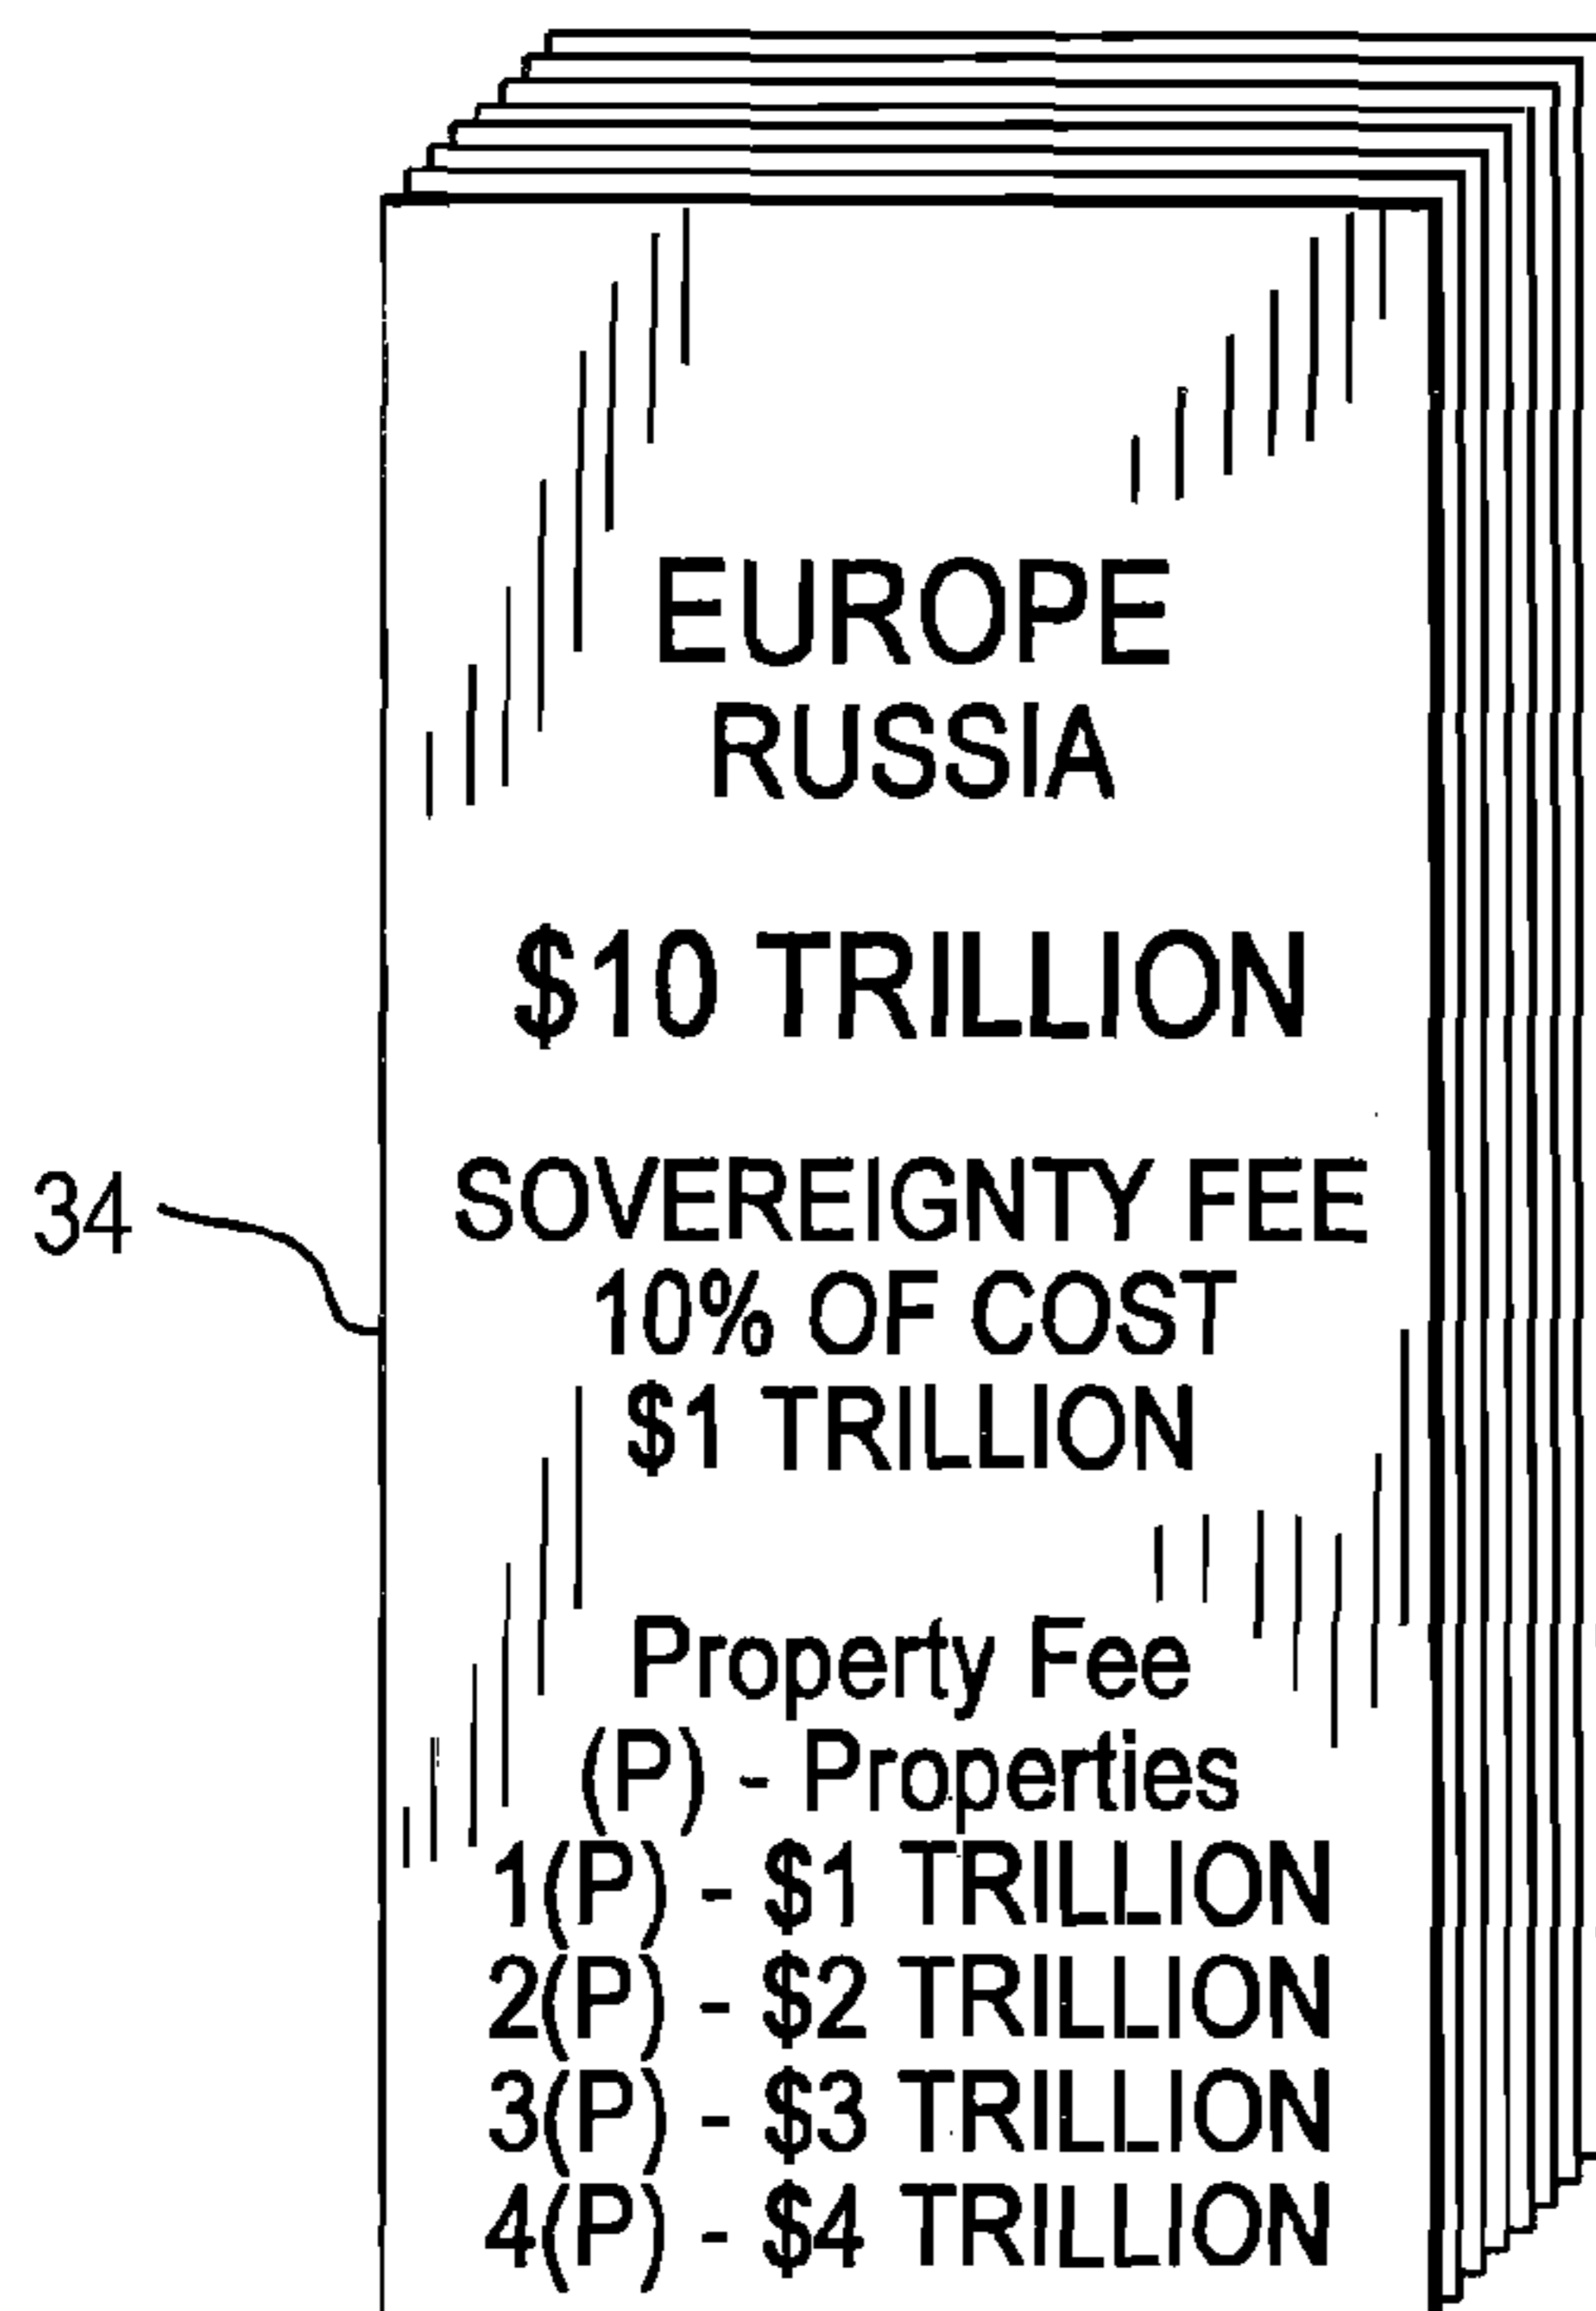 EUROPE
RUSSIA
$10 TRILLION
34
SOVEREIGNTY FEE
10% OF COST
$1 TRILLION
Property Fee
(P) - Properties
1(P) - $1 TRILLION
2(P) - $2 TRILLION
3(P) - $3 TRILLION
4(P) - $4 TRILLION